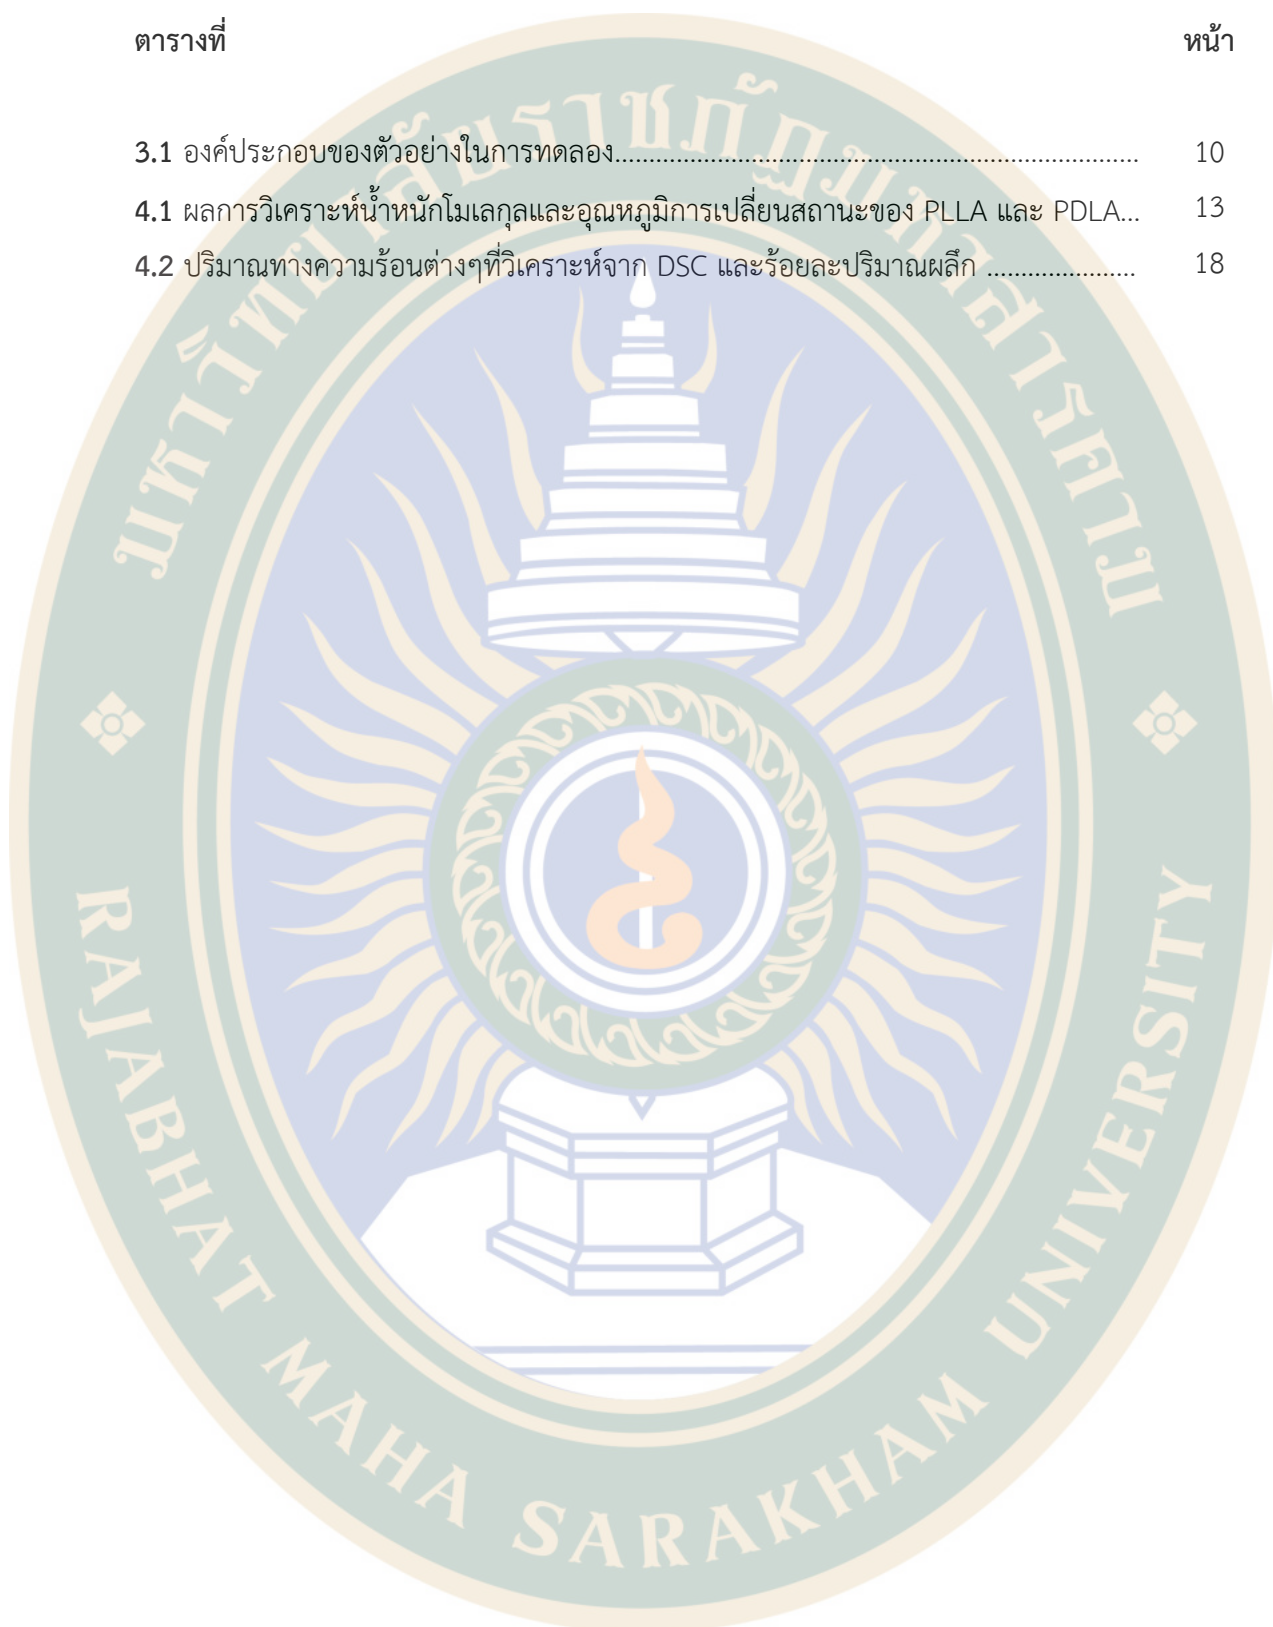 ตารางที่ หน้า
3.1 องค์ประกอบของตัวอย่างในการทดลอง........................................................................................ 10
4.1 ผลการวิเคราะห์น้ำหนักโมเลกุลและอุณหภูมิการเปลี่ยนสถานะของ PLLA และ PDLA... 13
4.2 ปริมาณทางความร้อนต่างๆที่วิเคราะห์จาก DSC และร้อยละปริมาณผลึก ...................... 18
มหาวิทยาลัยราชภัฏมหาสารคาม
RAJABHAT MAHA SARAKHAM UNIVERSITY